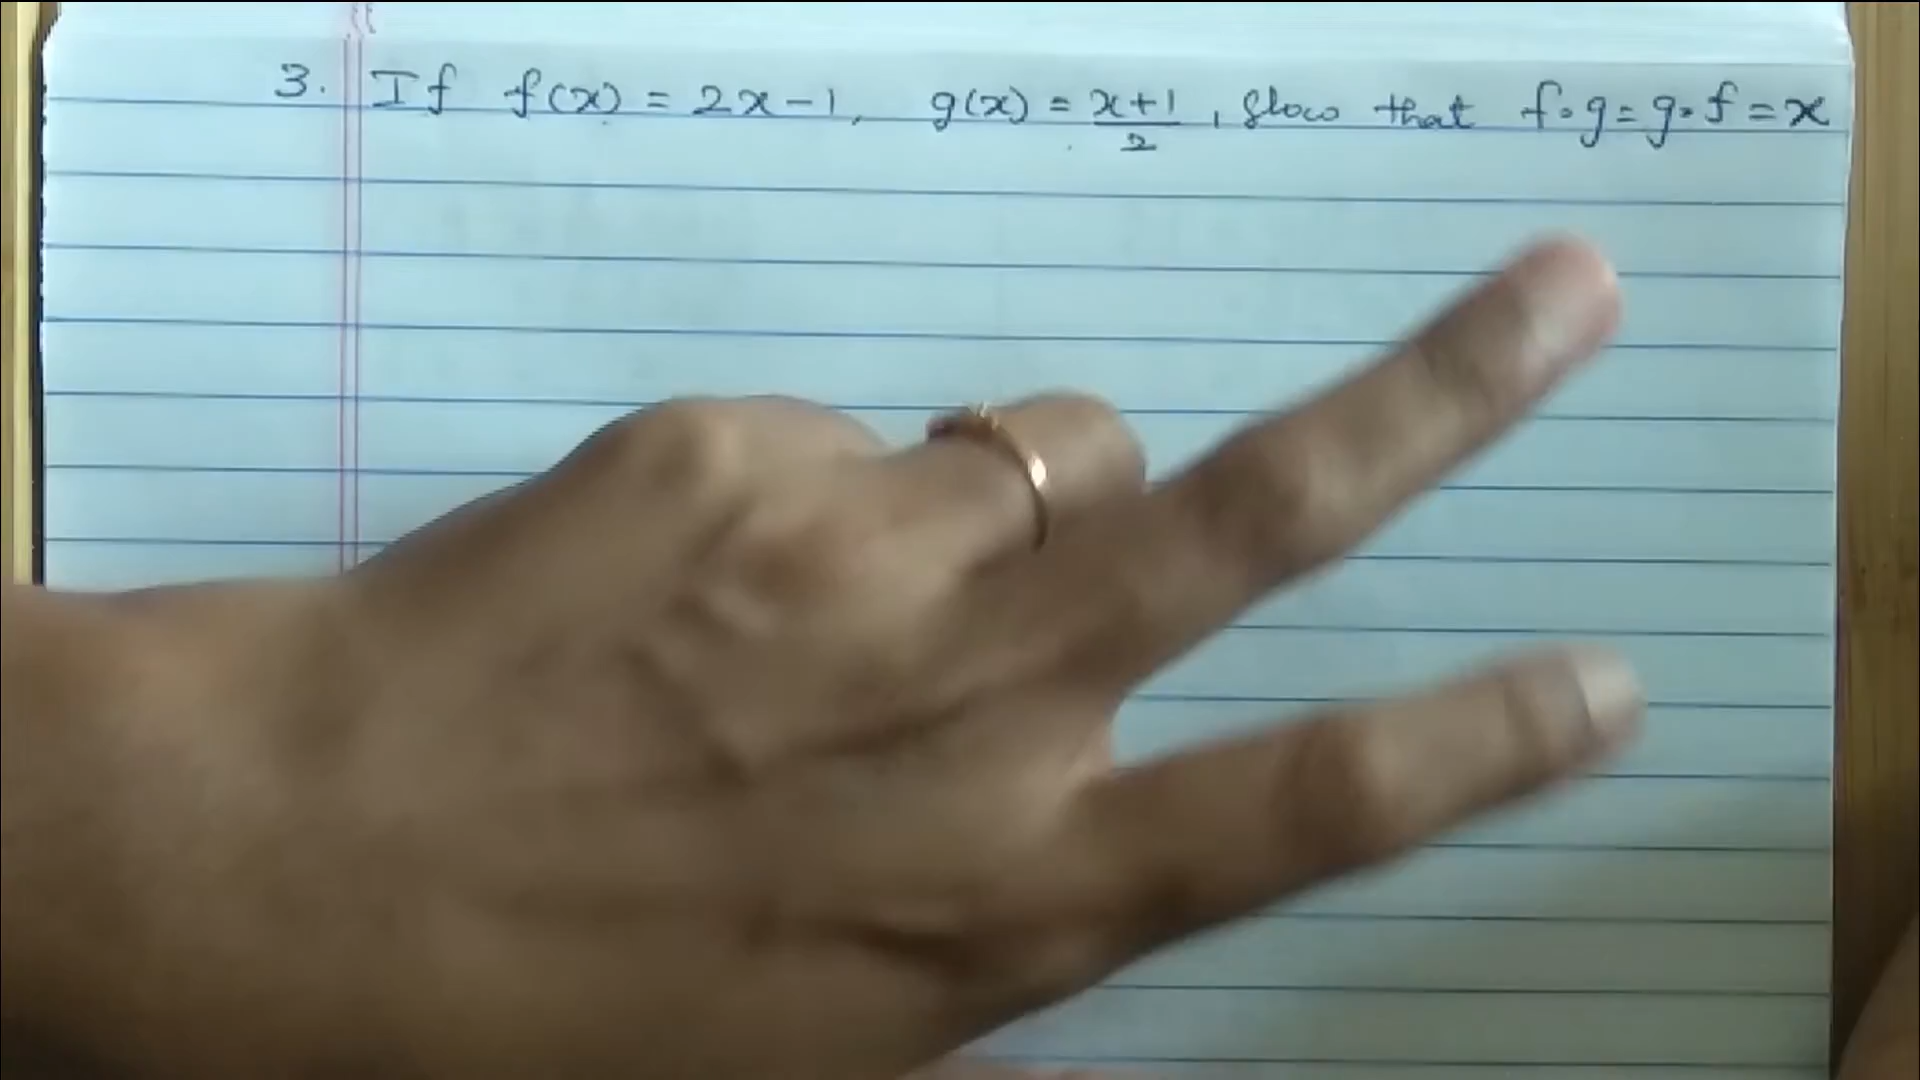 3. If f(x) = 2x-1, g(x) = x+1/2, Show that f∘g = g∘f = x